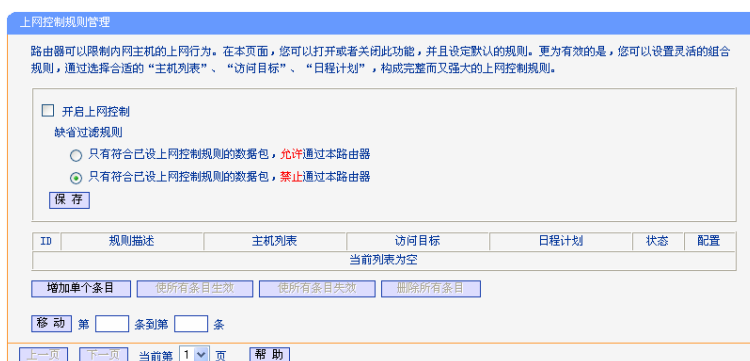 上网控制规则管理
路由器可以限制内网主机的上网行为。在本页面，您可以打开或者关闭此功能，并且设定默认的规则。更为有效的是，您可以设置灵活的组合
规则，通过选择合适的“主机列表”、“访问目标”、“日程计划”，构成完整而又强大的上网控制规则。
开启上网控制
缺省过滤规则
只有符合已设上网控制规则的数据包，允许通过本路由器
只有符合已设上网控制规则的数据包，禁止通过本路由器
保 存
ID 规则描述 主机列表 访问目标 日程计划 状态 配置
当前列表为空
增加单个条目 使所有条目生效 使所有条目失效 删除所有条目
移 动 第 条到第 条
上一页 下一页 当前第 1 页 帮 助